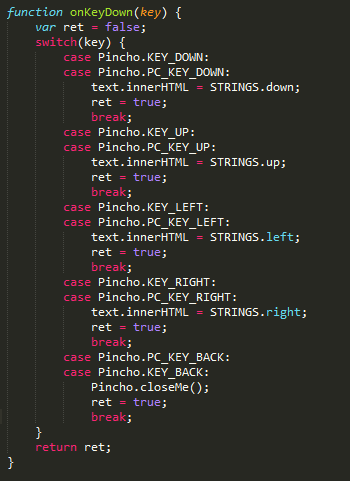 function onKeyDown(key) {
    var ret = false;
    switch(key) {
        case Pincho.KEY_DOWN:
        case Pincho.PC_KEY_DOWN:
            text.innerHTML = STRINGS.down;
            ret = true;
            break;
        case Pincho.KEY_UP:
        case Pincho.PC_KEY_UP:
            text.innerHTML = STRINGS.up;
            ret = true;
            break;
        case Pincho.KEY_LEFT:
        case Pincho.PC_KEY_LEFT:
            text.innerHTML = STRINGS.left;
            ret = true;
            break;
        case Pincho.KEY_RIGHT:
        case Pincho.PC_KEY_RIGHT:
            text.innerHTML = STRINGS.right;
            ret = true;
            break;
        case Pincho.PC_KEY_BACK:
        case Pincho.KEY_BACK:
            Pincho.closeMe();
            ret = true;
            break;
    }
    return ret;
}